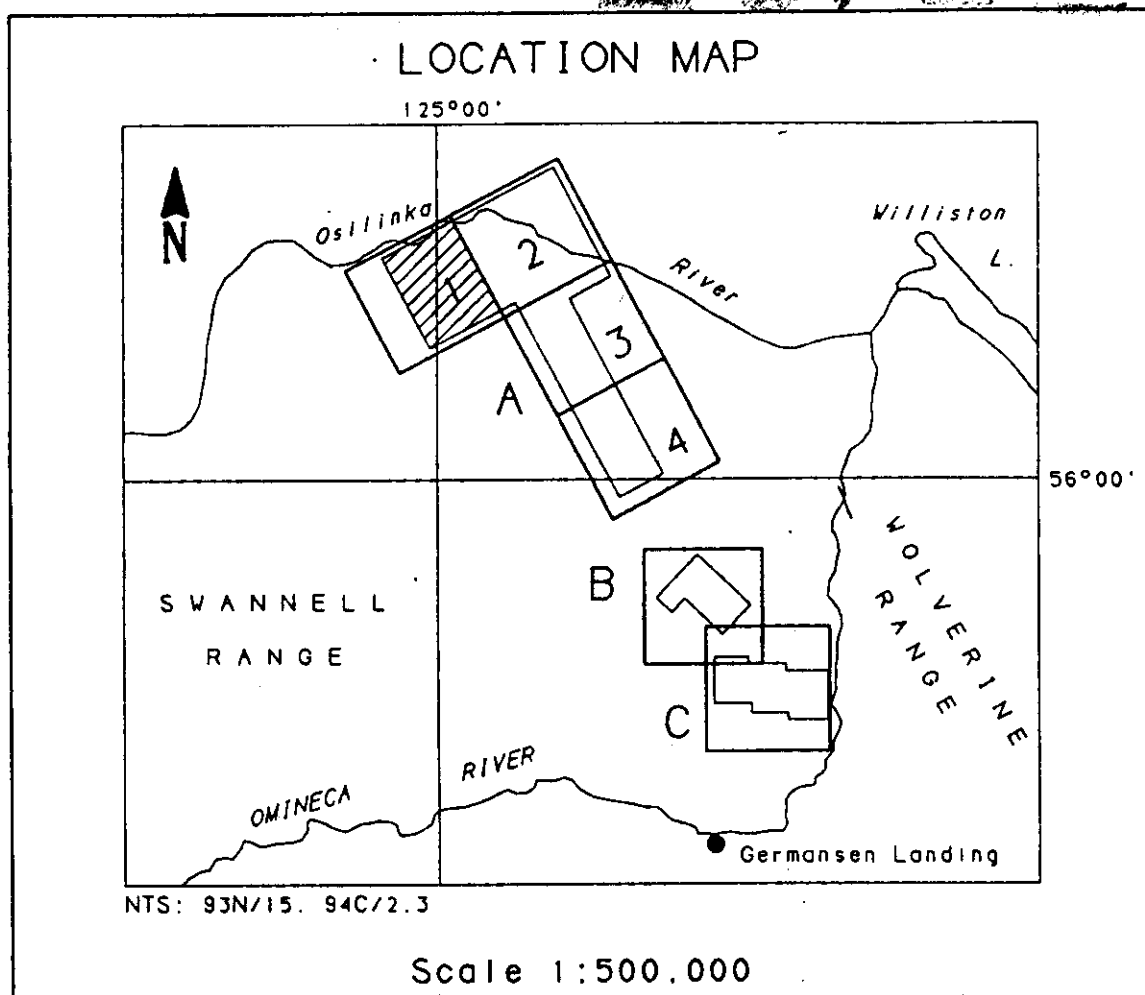 LOCATION MAP
125°00'
N
Osilinka
River
Williston
L.
1
2
3
4
A
56°00'
B
C
SWANNELL
RANGE
WOLVERINE
RANGE
OMINECA
RIVER
Germansen Landing
NTS: 93N/15. 94C/2.3
Scale 1:500,000